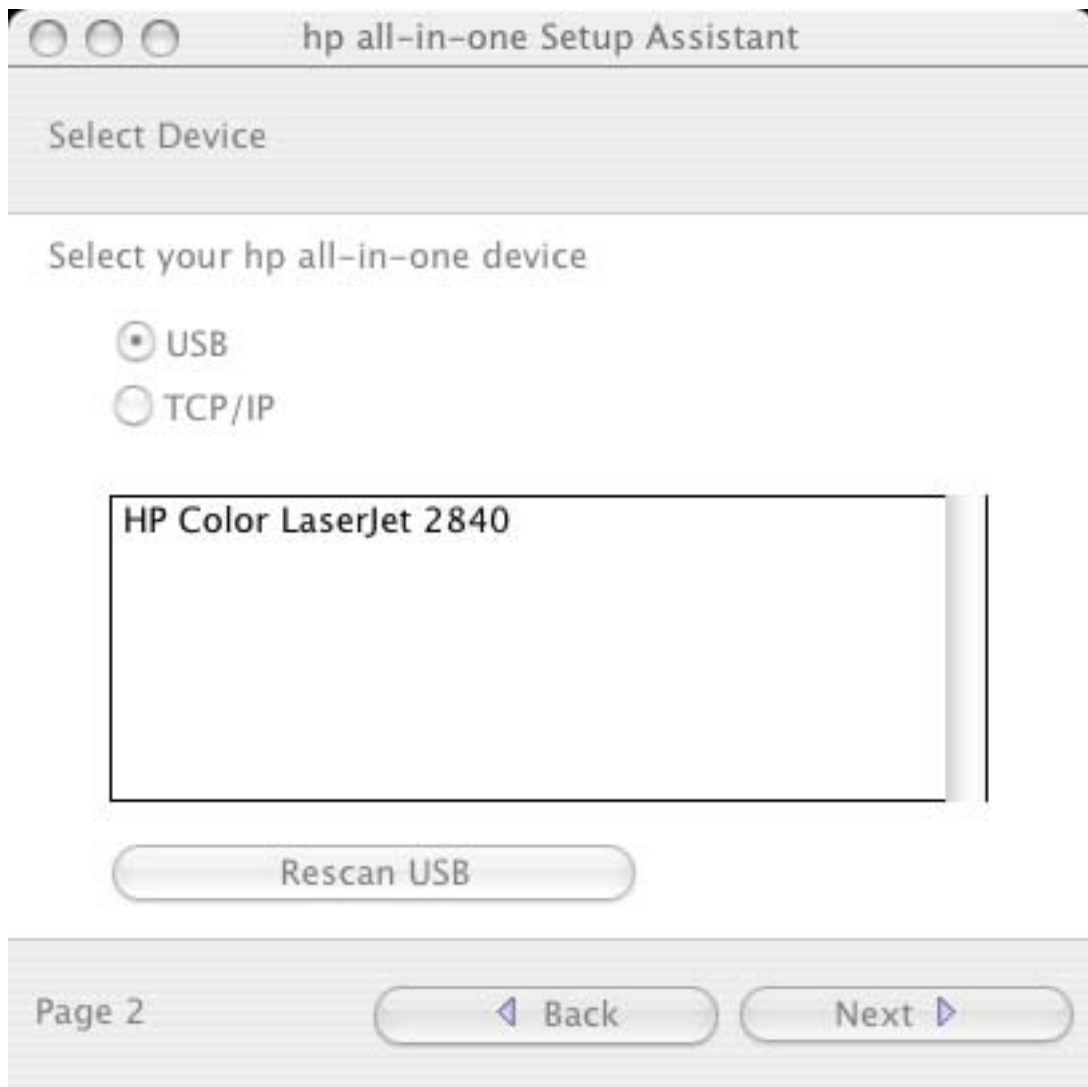 hp all-in-one Setup Assistant
Select Device
Select your hp all-in-one device
USB
TCP/IP
HP Color LaserJet 2840
Rescan USB
Page 2
Back
Next